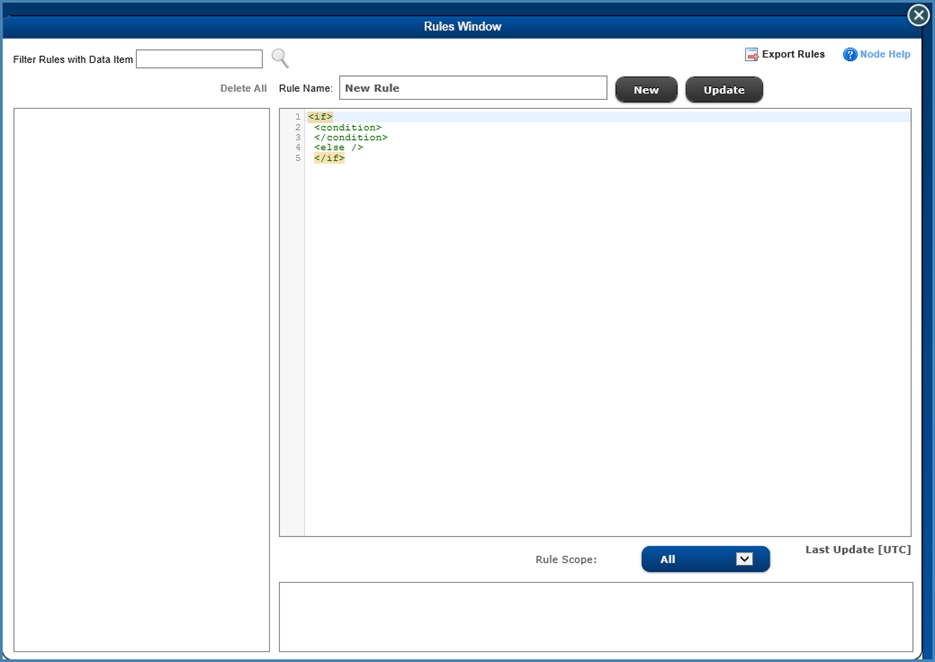 Rules Window
Filter Rules with Data Item
Export Rules
? Node Help
Delete All
Rule Name: New Rule
New
Update
1 <if>
2 <condition>
3 </condition>
4 <else />
5 </if>
Rule Scope: All
Last Update [UTC]